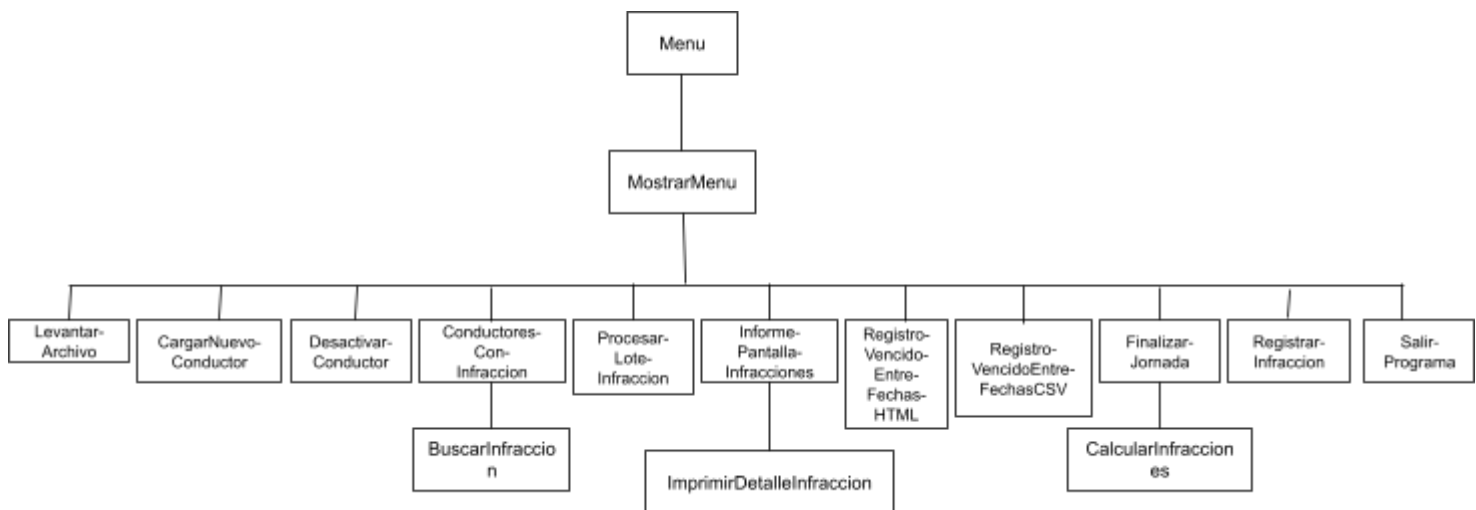 Menu
MostrarMenu
Levantar-
Archivo
CargarNuevo-
Conductor
Desactivar-
Conductor
Conductores-
Con-
Infraccion
Procesar-
Lote-
Infraccion
Informe-
Pantalla-
Infracciones
Registro-
Vencido-
Entre-
Fechas-
HTML
Registro-
VencidoEntre-
FechasCSV
Finalizar-
Jornada
Registrar-
Infraccion
Salir-
Programa
BuscarInfraccio
n
ImprimirDetalleInfraccion
CalcularInfraccion
es